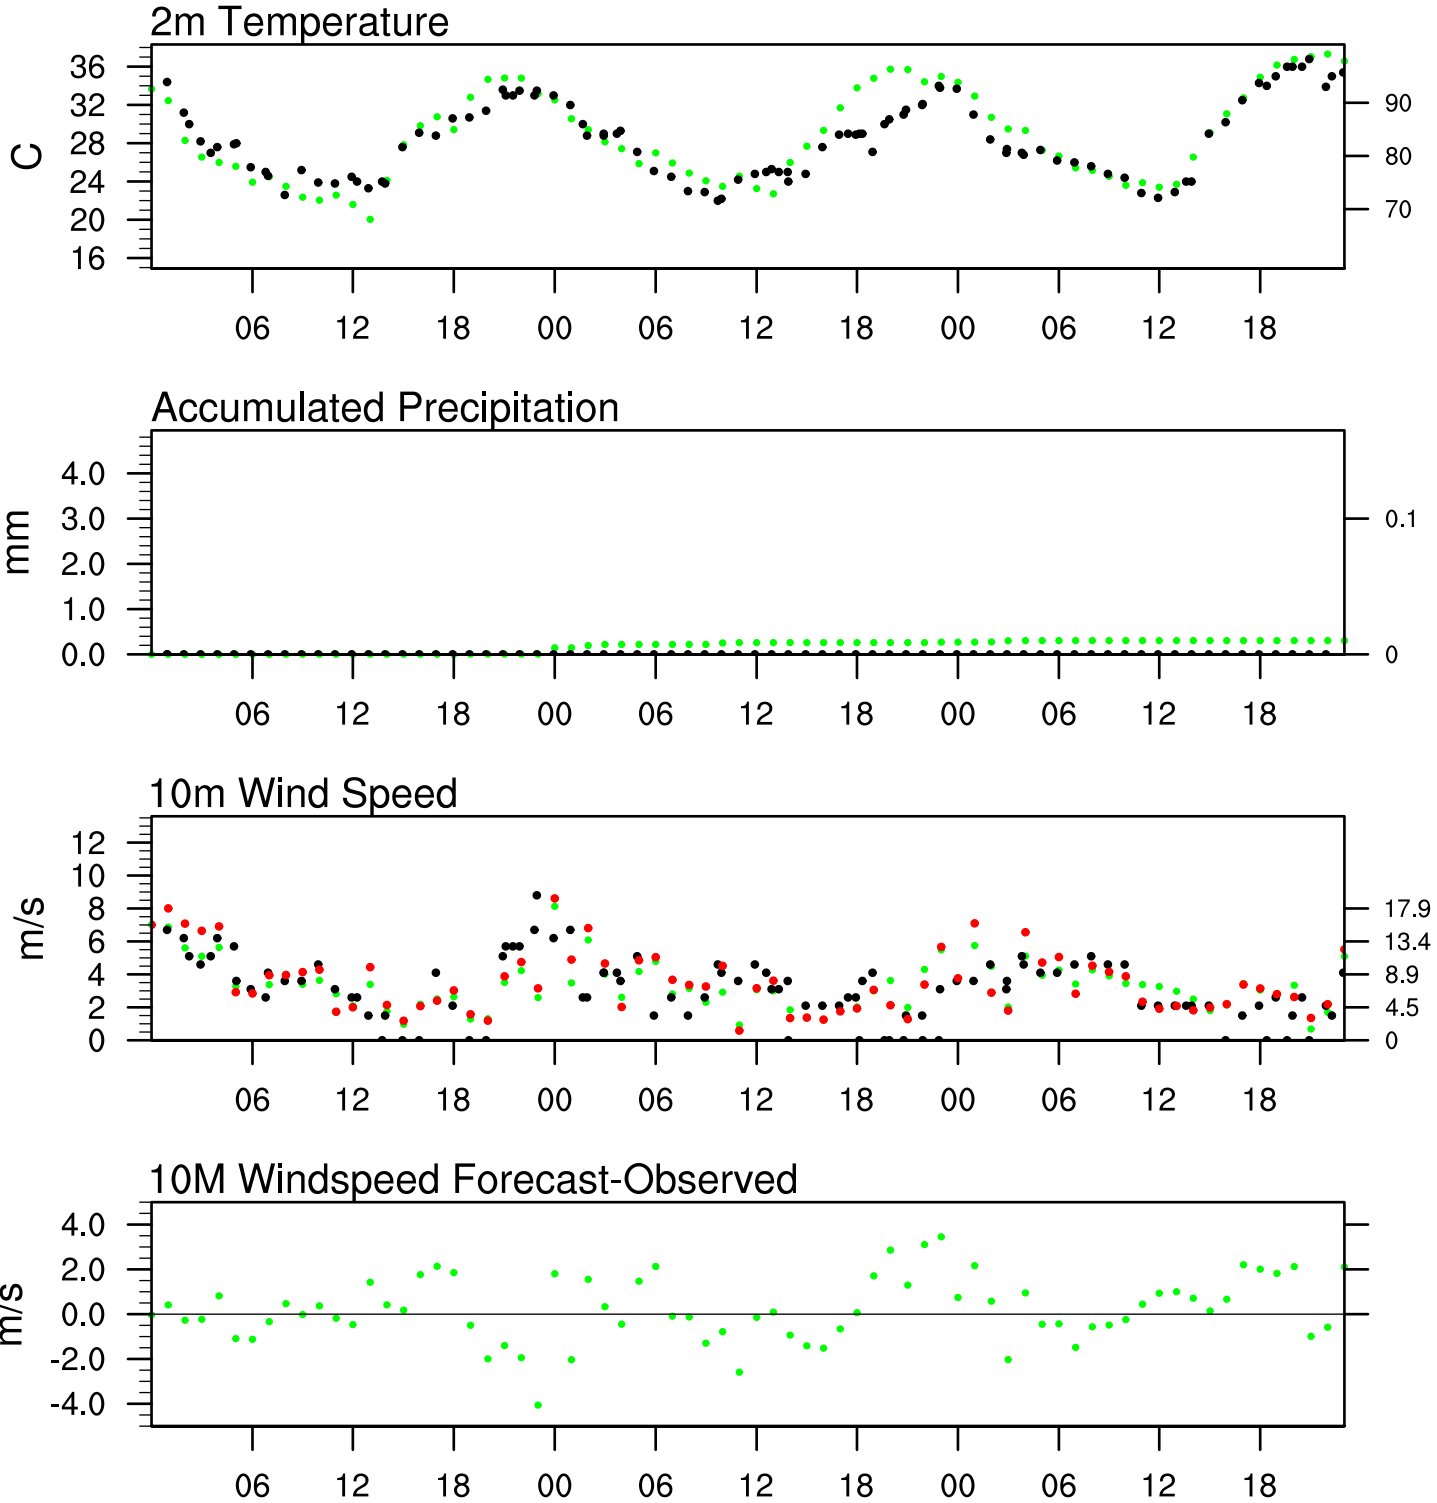 2m Temperature
36
32
28
24
20
16
C
90
80
70
06 12 18 00 06 12 18 00 06 12 18
Accumulated Precipitation
4.0
3.0
2.0
1.0
0.0
mm
0.1
0
06 12 18 00 06 12 18 00 06 12 18
10m Wind Speed
12
10
8
6
4
2
0
m/s
17.9
13.4
8.9
4.5
0
06 12 18 00 06 12 18 00 06 12 18
10M Windspeed Forecast-Observed
4.0
2.0
0.0
-2.0
-4.0
m/s
06 12 18 00 06 12 18 00 06 12 18